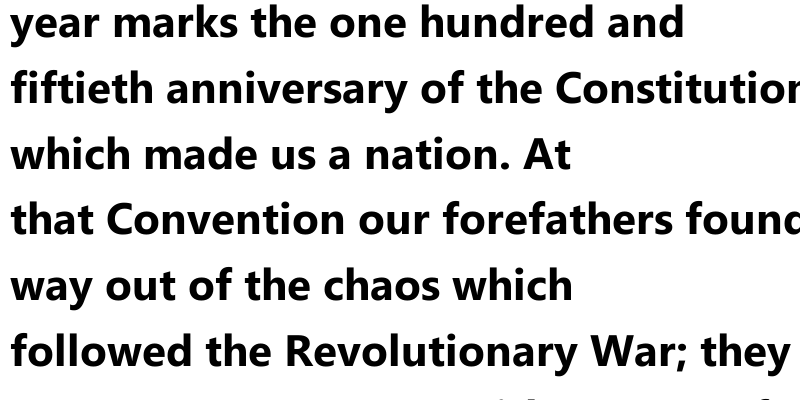 year marks the one hundred and
fiftieth anniversary of the Constitution
which made us a nation. At
that Convention our forefathers found
way out of the chaos which
followed the Revolutionary War; they